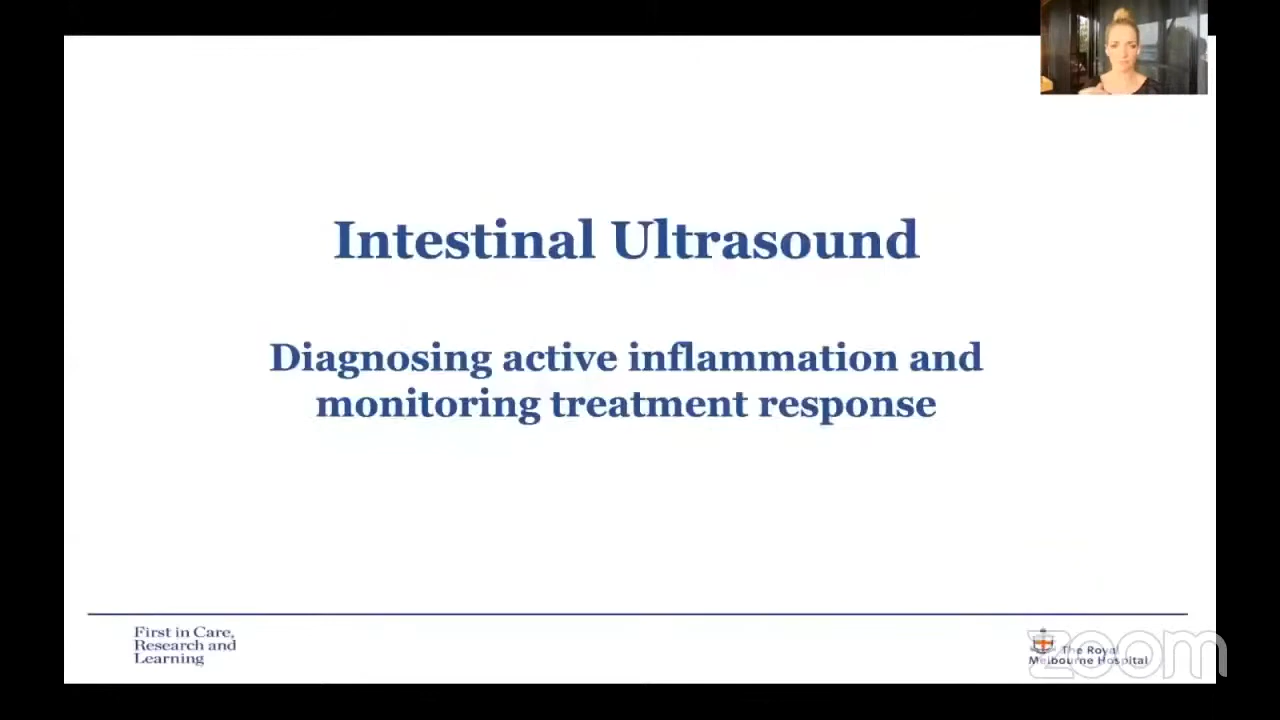 Intestinal Ultrasound
Diagnosing active inflammation and
monitoring treatment response
First in Care,
Research and
Learning
The Royal
Melbourne Hospital
zoom